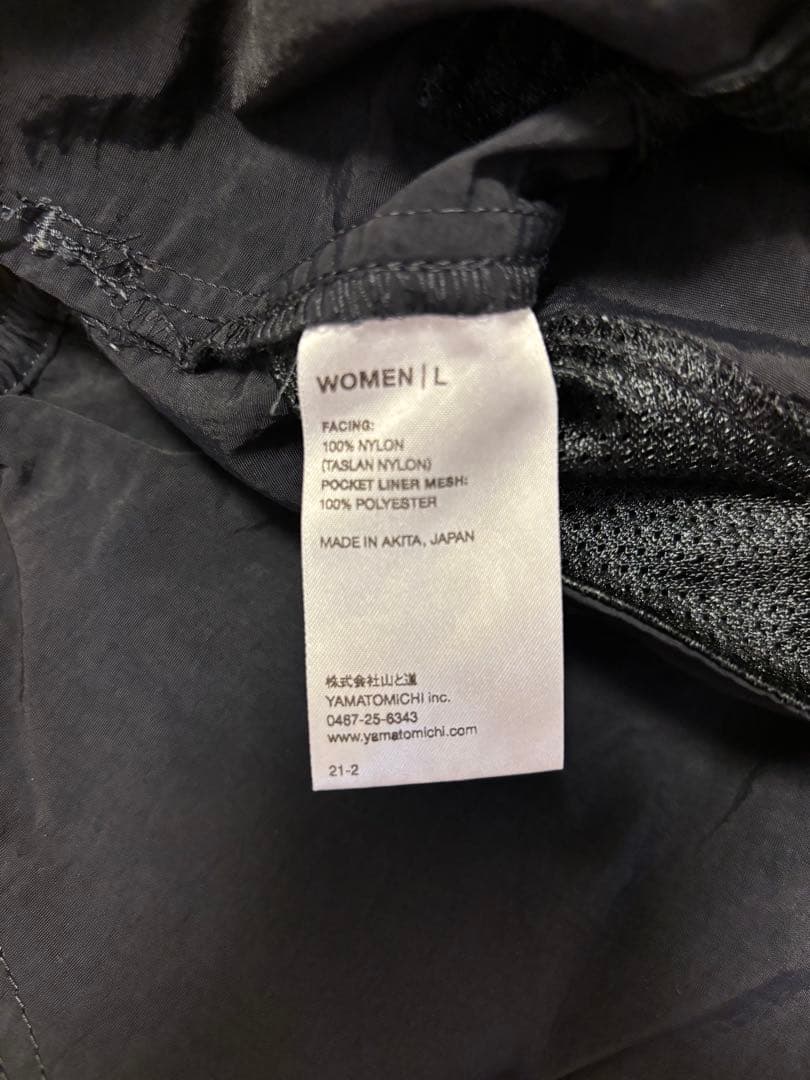 WOMEN | L
FACING:
100% NYLON
(TASLAN NYLON)
POCKET LINER MESH:
100% POLYESTER
MADE IN AKITA, JAPAN
株式会社山と道
YAMATOMICHI inc.
0467-25-6343
www.yamatomichi.com
21-2